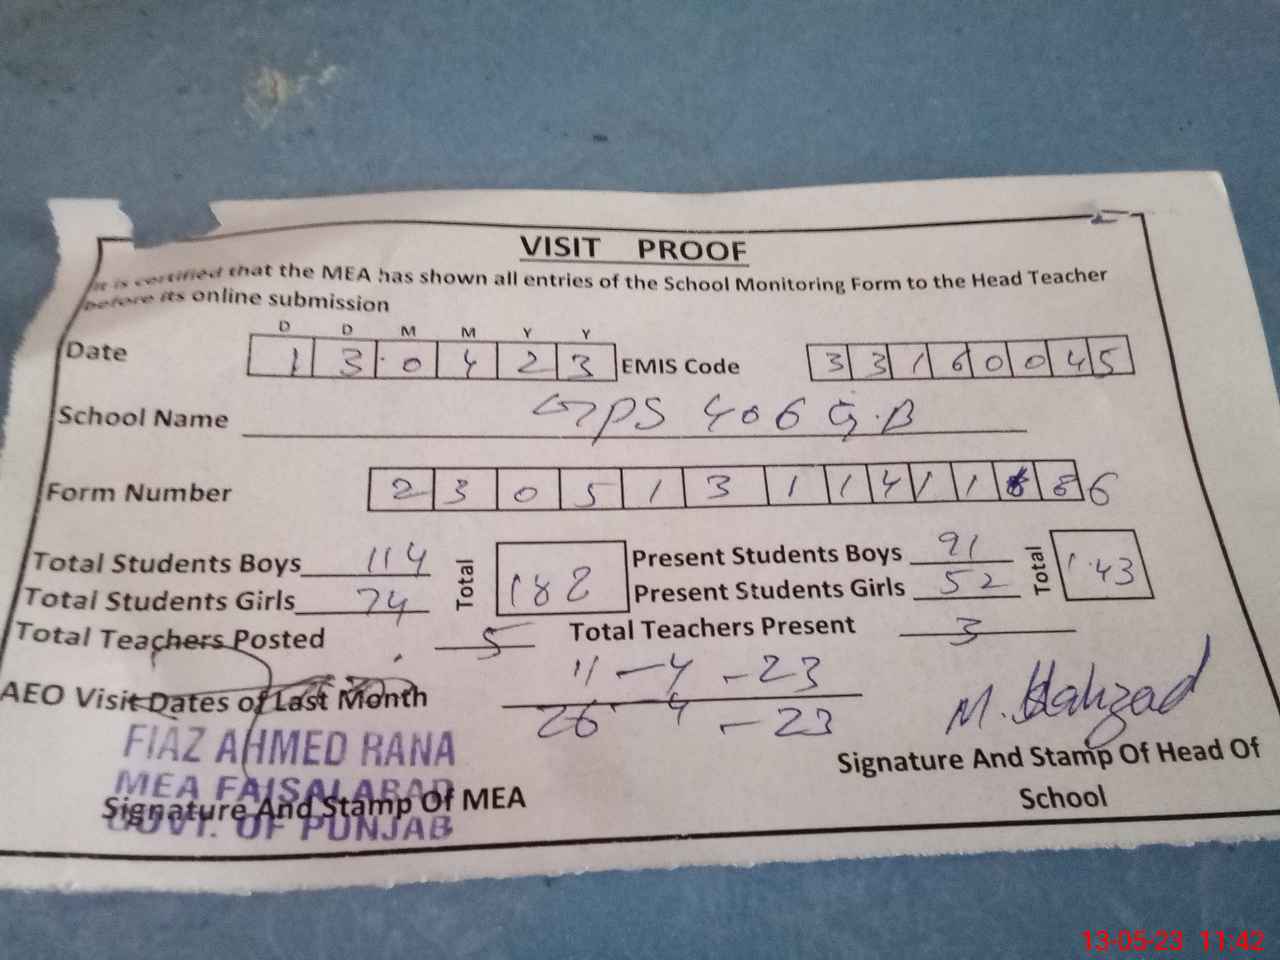 VISIT PROOF
It is certified that the MEA has shown all entries of the School Monitoring Form to the Head Teacher
before its online submission
D D M M Y Y
Date 1 3 0 4 2 3 EMIS Code 3 3 1 6 0 0 4 5
School Name GPS 406 G.B
Form Number 2 3 0 5 1 3 1 1 4 1 1 8 6
Total Students Boys 114 Total 182 Present Students Boys 91 Total 143
Total Students Girls 74 Present Students Girls 52
Total Teachers Posted 5 Total Teachers Present 3
11-4-23
AEO Visit Dates of Last Month
26-4-23
M. Shahzad
FIAZ AHMED RANA
MEA FAISALABAD
GOVT. OF PUNJAB
Signature And Stamp Of MEA
Signature And Stamp Of Head Of
School
13-05-23 11:42